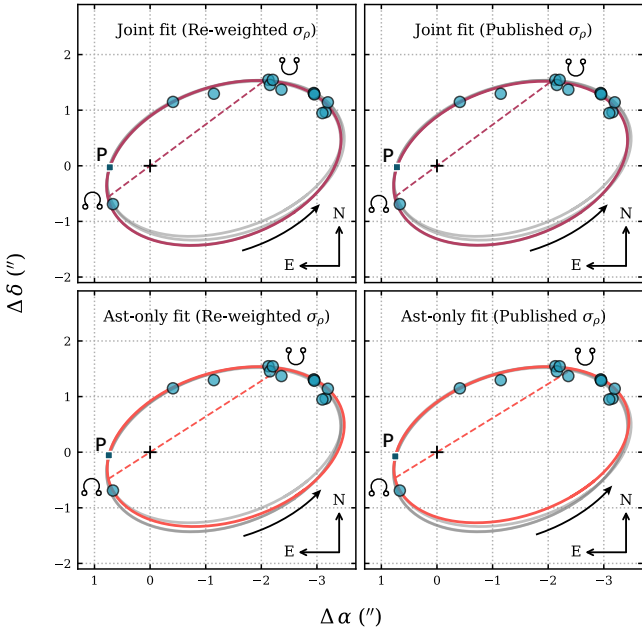 Joint fit (Re-weighted σρ)
Joint fit (Published σρ)
2
1
0
−1
−2
P
P
N
E
N
E
Ast-only fit (Re-weighted σρ)
Ast-only fit (Published σρ)
2
1
0
−1
−2
P
P
N
E
N
E
1 0 −1 −2 −3
1 0 −1 −2 −3
Δ δ (″)
Δ α (″)